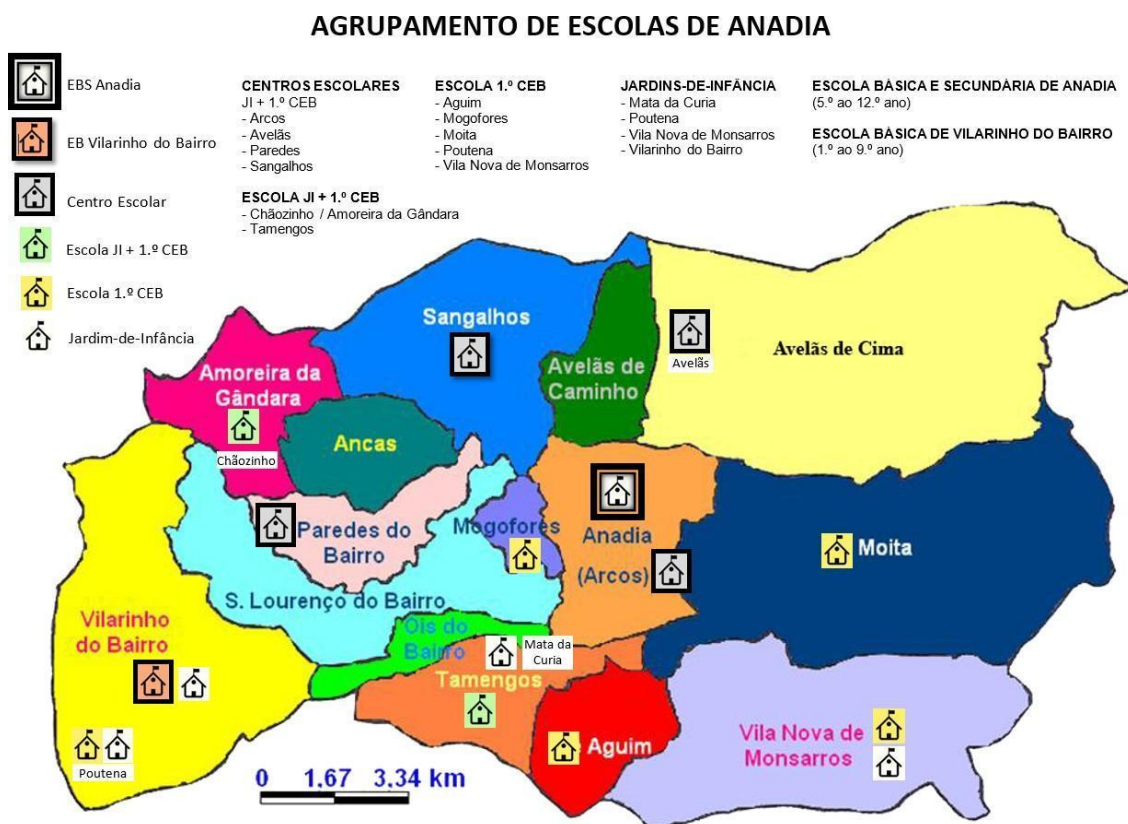 AGRUPAMENTO DE ESCOLAS DE ANADIA
EBS Anadia
EB Vilarinho do Bairro
Centro Escolar
Escola JI + 1.º CEB
Escola 1.º CEB
Jardim-de-Infância
CENTROS ESCOLARES
JI + 1.º CEB
- Arcos
- Avelãs
- Paredes
- Sangalhos
ESCOLA JI + 1.º CEB
- Chãozinho / Amoreira da Gândara
- Tamengos
ESCOLA 1.º CEB
- Aguim
- Mogofores
- Moita
- Poutena
- Vila Nova de Monsarros
JARDINS-DE-INFÂNCIA
- Mata da Curia
- Poutena
- Vila Nova de Monsarros
- Vilarinho do Bairro
ESCOLA BÁSICA E SECUNDÁRIA DE ANADIA
(5.º ao 12.º ano)
ESCOLA BÁSICA DE VILARINHO DO BAIRRO
(1.º ao 9.º ano)
Sangalhos
Avelãs de
Caminho
Avelãs
Avelãs de Cima
Amoreira da
Gândara
Chãozinho
Ancas
Paredes do
Bairro
Mogofores
Anadia
(Arcos)
Moita
S. Lourenço do Bairro
Vilarinho
do Bairro
Óis do
Bairro
Mata da
Curia
Tamengos
Poutena
Aguim
Vila Nova de
Monsarros
0 1,67 3,34 km